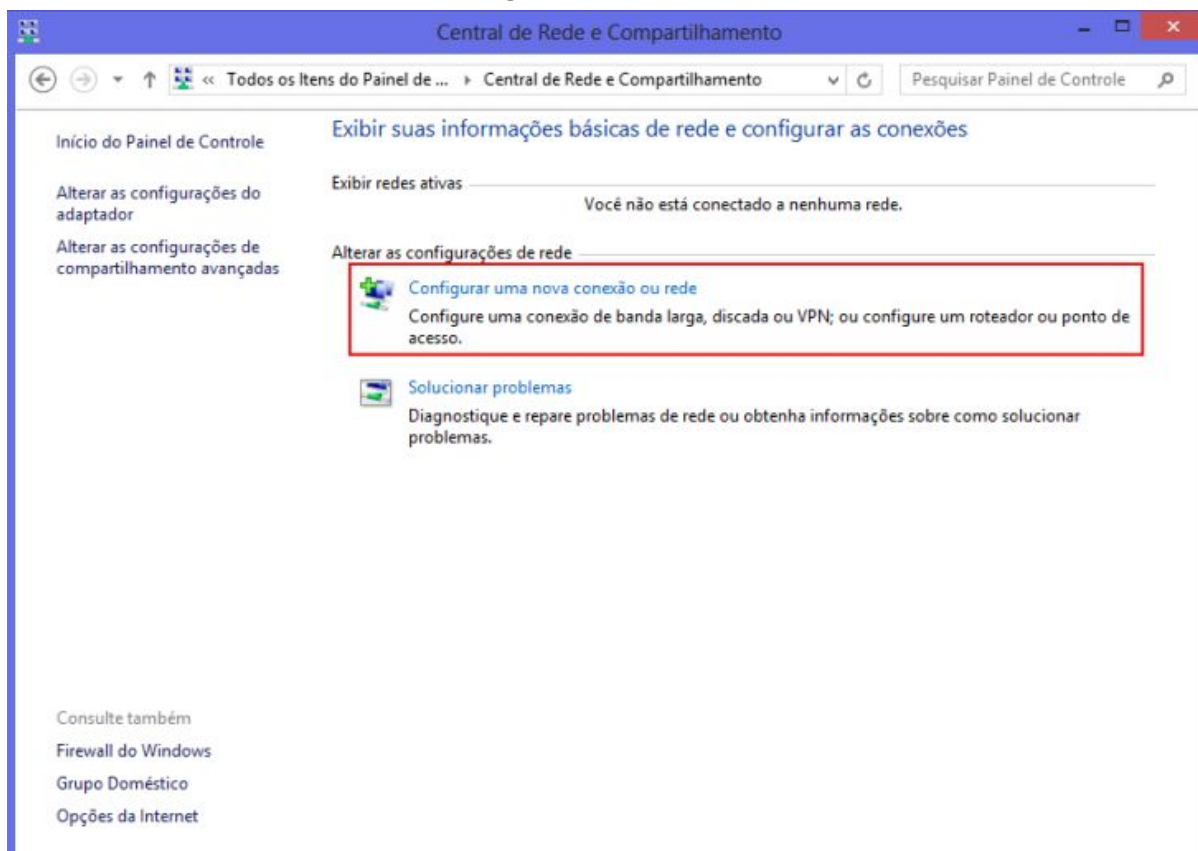 Central de Rede e Compartilhamento
« Todos os Itens do Painel de ... Central de Rede e Compartilhamento
Pesquisar Painel de Controle
Início do Painel de Controle
Alterar as configurações do
adaptador
Alterar as configurações de
compartilhamento avançadas
Exibir suas informações básicas de rede e configurar as conexões
Exibir redes ativas
Você não está conectado a nenhuma rede.
Alterar as configurações de rede
Configurar uma nova conexão ou rede
Configure uma conexão de banda larga, discada ou VPN; ou configure um roteador ou ponto de
acesso.
Solucionar problemas
Diagnostique e repare problemas de rede ou obtenha informações sobre como solucionar
problemas.
Consulte também
Firewall do Windows
Grupo Doméstico
Opções da Internet